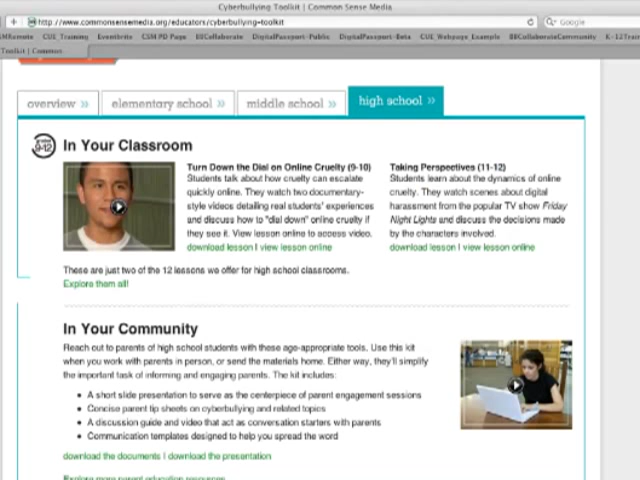 Cyberbullying Toolkit | Common Sense Media
http://www.commonsensemedia.org/educators/cyberbullying-toolkit
Google
CUE_Training Eventbrite CSM PD Page BBCollaborate DigitalPassport-Public DigitalPassport-Beta CUE_Webpage_Example BBCollaborateCommunity K-12Train
Toolkit | Common
overview »
elementary school »
middle school »
high school »
9-12
In Your Classroom
Turn Down the Dial on Online Cruelty (9-10)
Students talk about how cruelty can escalate
quickly online. They watch two documentary-
style videos detailing real students' experiences
and discuss how to "dial down" online cruelty if
they see it. View lesson online to access video.
download lesson | view lesson online
Taking Perspectives (11-12)
Students learn about the dynamics of online
cruelty. They watch scenes about digital
harassment from the popular TV show Friday
Night Lights and discuss the decisions made
by the characters involved.
download lesson | view lesson online
These are just two of the 12 lessons we offer for high school classrooms.
Explore them all!
In Your Community
Reach out to parents of high school students with these age-appropriate tools. Use this kit
when you work with parents in person, or send the materials home. Either way, they'll simplify
the important task of informing and engaging parents. The kit includes:
• A short slide presentation to serve as the centerpiece of parent engagement sessions
• Concise parent tip sheets on cyberbullying and related topics
• A discussion guide and video that act as conversation starters with parents
• Communication templates designed to help you spread the word
download the documents | download the presentation
Explore more parent education resources